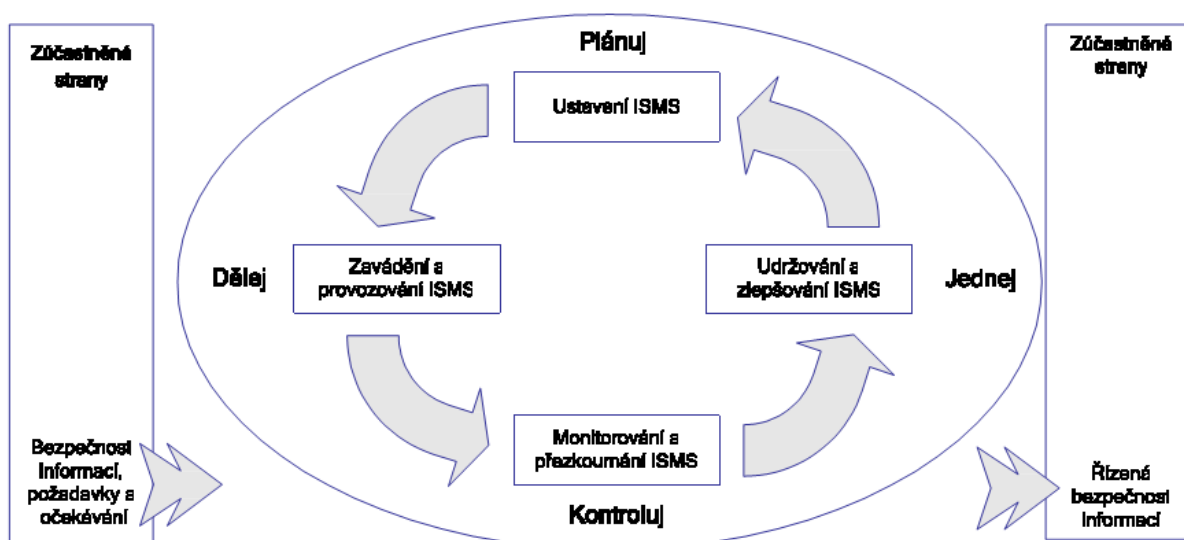 Zúčastněné
strany
Bezpečnost
informací,
požadavky a
očekávání
Plánuj
Ustavení ISMS
Dělej
Zavádění a
provozování ISMS
Udržování a
zlepšování ISMS
Jednej
Monitorování a
přezkoumání ISMS
Kontroluj
Zúčastněné
strany
Řízená
bezpečnost
informací